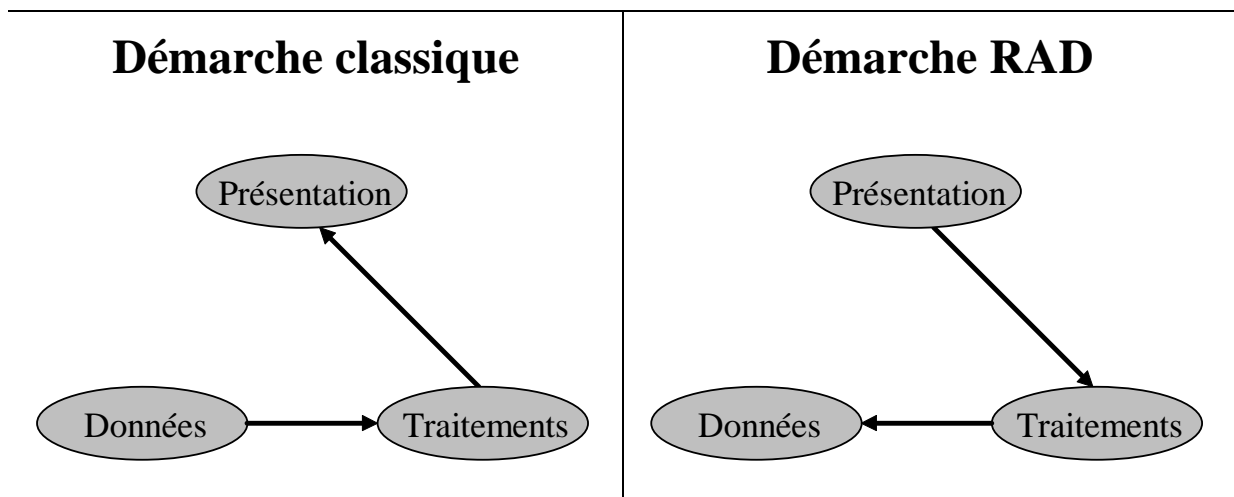 Démarche classique
Présentation
Données
Traitements
Démarche RAD
Présentation
Données
Traitements